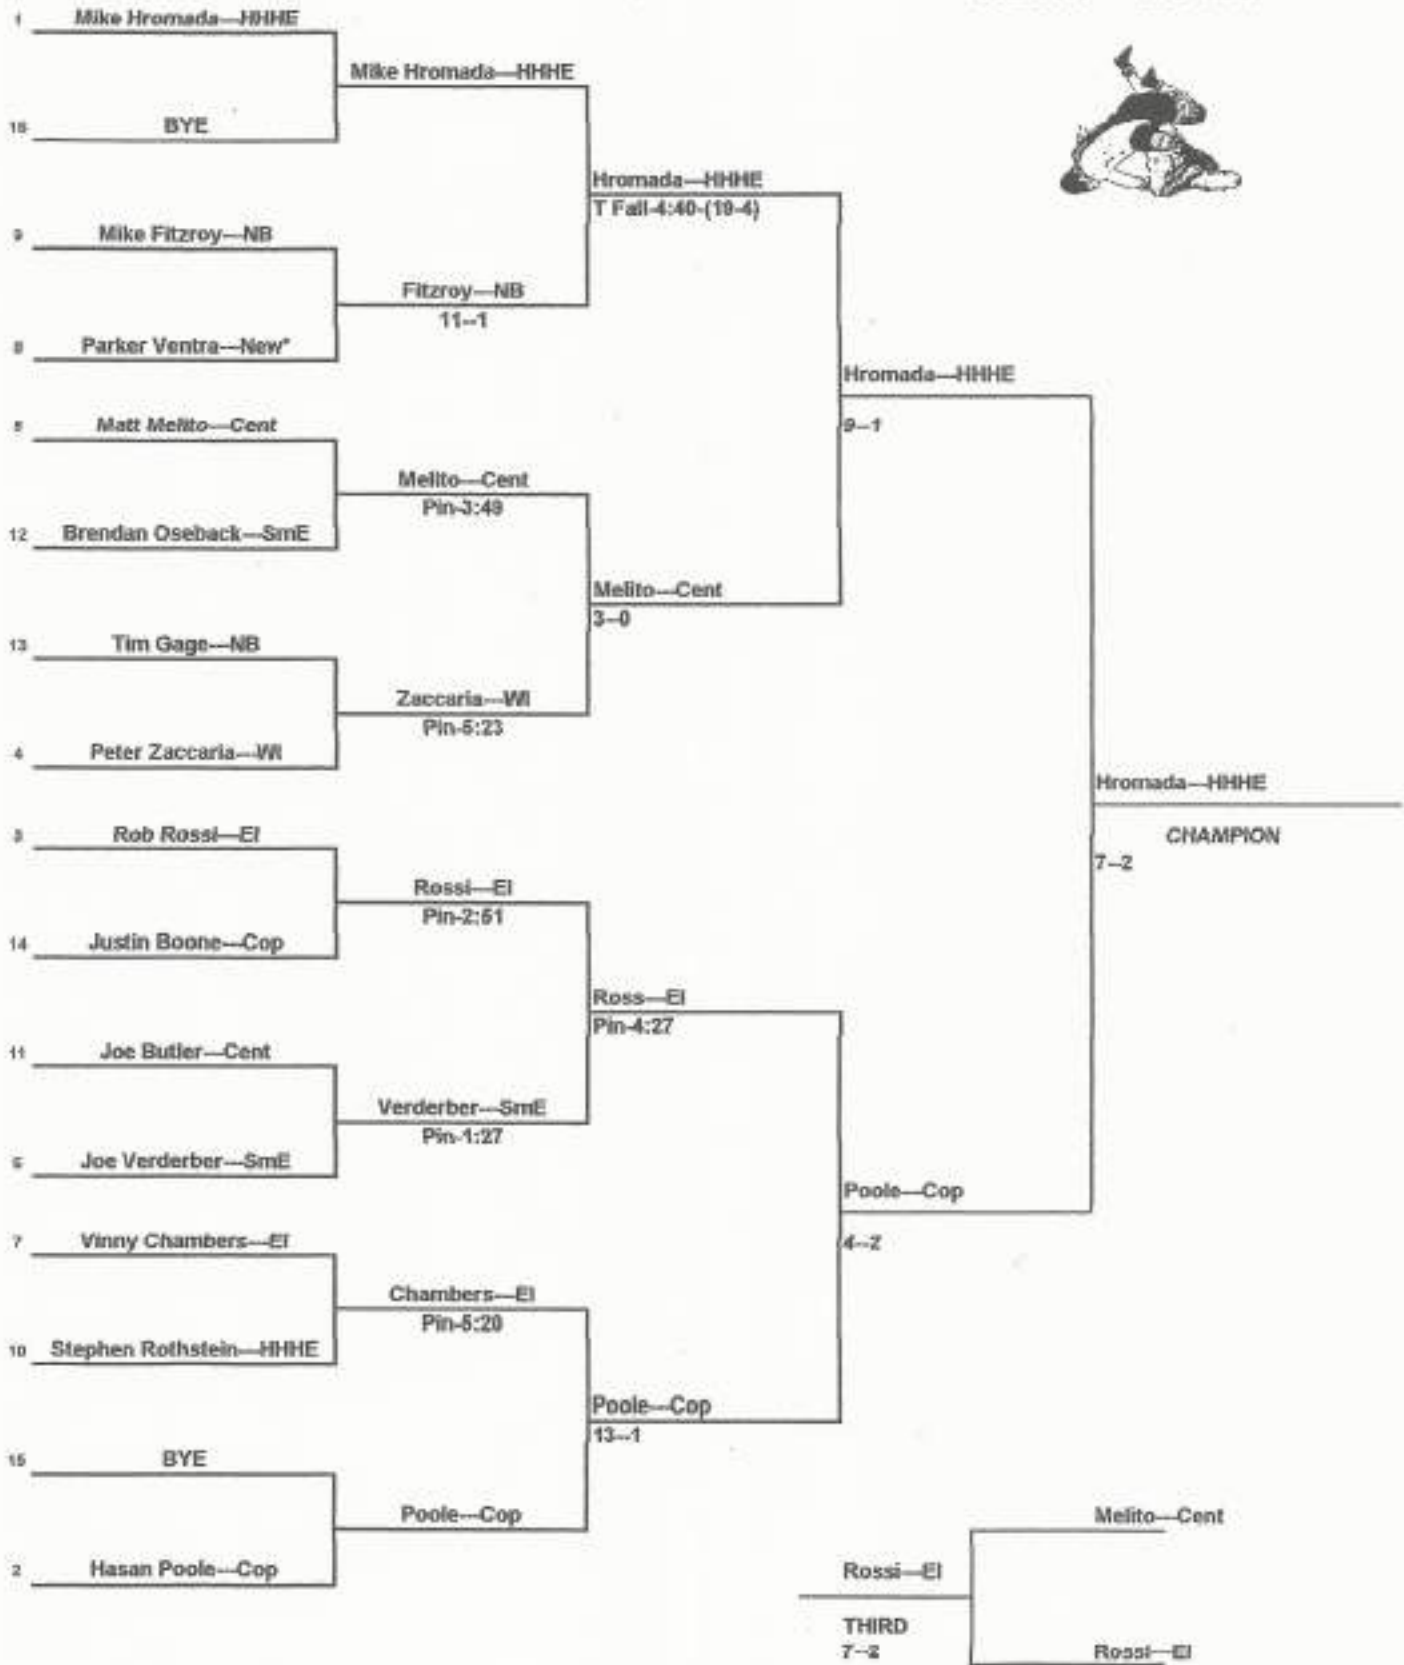 1 Mike Hromada---HHHE
Mike Hromada---HHHE
16 BYE
Hromada---HHHE
T Fall-4:40-(19-4)
9 Mike Fitzroy---NB
Fitzroy---NB
11--1
8 Parker Ventra---New*
Hromada---HHHE
9--1
5 Matt Melito---Cent
Melito---Cent
Pin-3:49
12 Brendan Oseback---SmE
Melito---Cent
3--0
13 Tim Gage---NB
Zaccaria---WI
Pin-5:23
4 Peter Zaccaria---WI
Hromada---HHHE
CHAMPION
7--2
3 Rob Rossi---EI
Rossi---EI
Pin-2:51
14 Justin Boone---Cop
Ross---EI
Pin-4:27
11 Joe Butler---Cent
Verderber---SmE
Pin-1:27
6 Joe Verderber---SmE
Poole---Cop
4--2
7 Vinny Chambers---EI
Chambers---EI
Pin-5:20
10 Stephen Rothstein---HHHE
Poole---Cop
13--1
15 BYE
Poole---Cop
2 Hasan Poole---Cop
Melito---Cent
Rossi---EI
THIRD
7--2
Rossi---EI